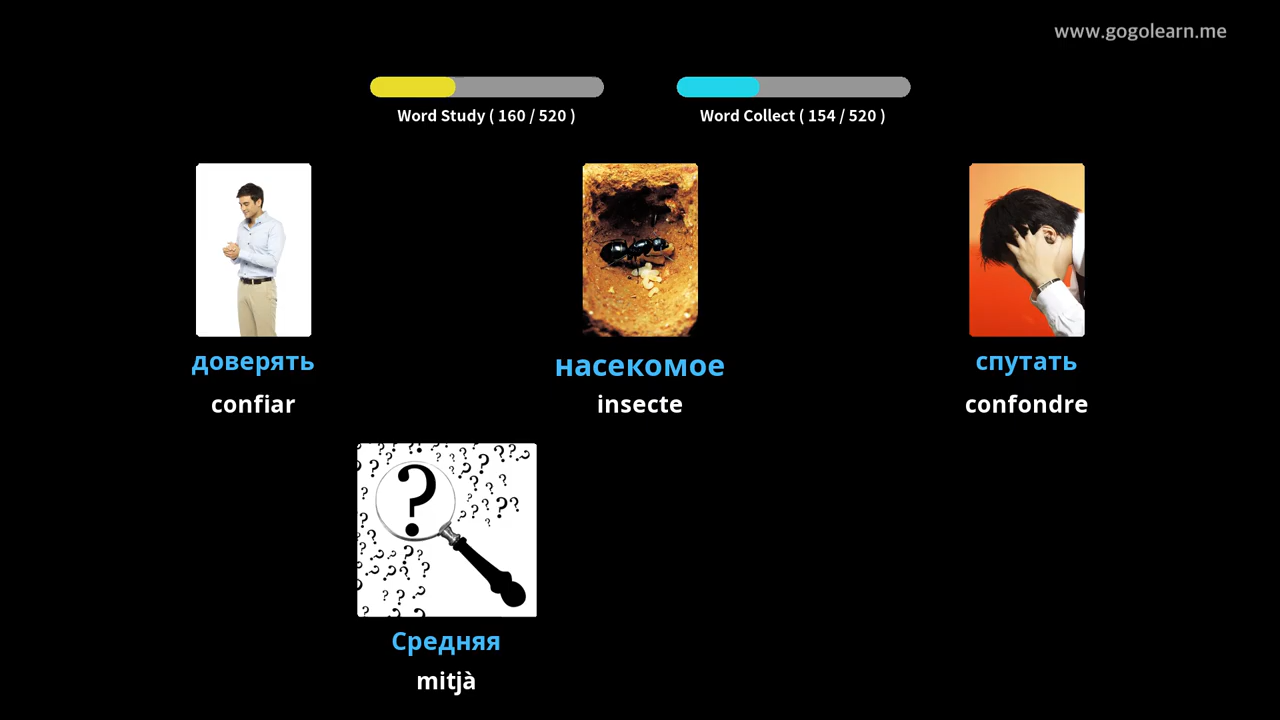 www.gogolearn.me
Word Study ( 160 / 520 )
Word Collect ( 154 / 520 )
доверять
насекомое
спутать
confiar
insecte
confondre
Средняя
mitjà